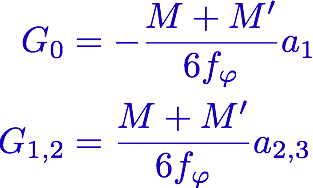 G_0 = -\frac{M + M'}{6f_\varphi} a_1
G_{1,2} = \frac{M + M'}{6f_\varphi} a_{2,3}